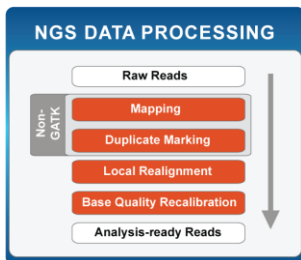 NGS DATA PROCESSING
Raw Reads
Non-
GATK
Mapping
Duplicate Marking
Local Realignment
Base Quality Recalibration
Analysis-ready Reads